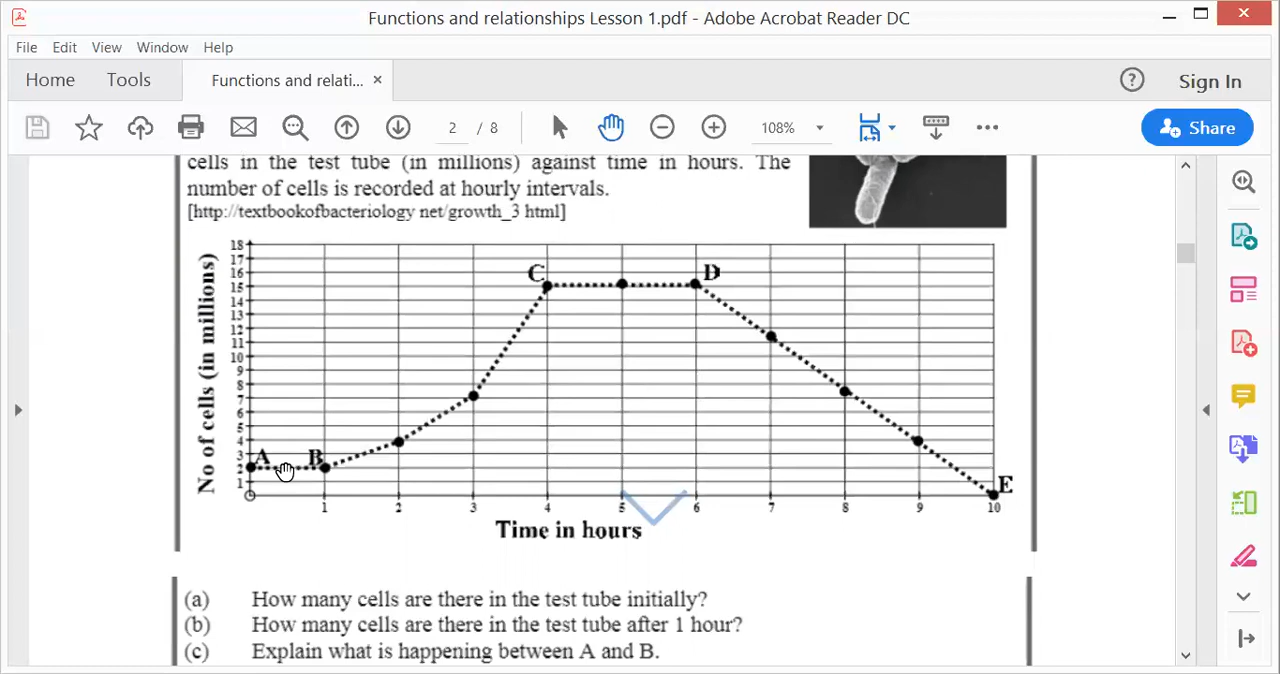 Functions and relationships Lesson 1.pdf - Adobe Acrobat Reader DC
File Edit View Window Help
Home Tools Functions and relati... × Sign In
2 / 8 108% Share
cells in the test tube (in millions) against time in hours. The
number of cells is recorded at hourly intervals.
[http://textbookofbacteriology net/growth_3 html]
No of cells (in millions)
18
17
16
15
14
13
12
11
10
9
8
7
6
5
4
3
2
1
A B C D E
1 2 3 4 5 6 7 8 9 10
Time in hours
(a) How many cells are there in the test tube initially?
(b) How many cells are there in the test tube after 1 hour?
(c) Explain what is happening between A and B.